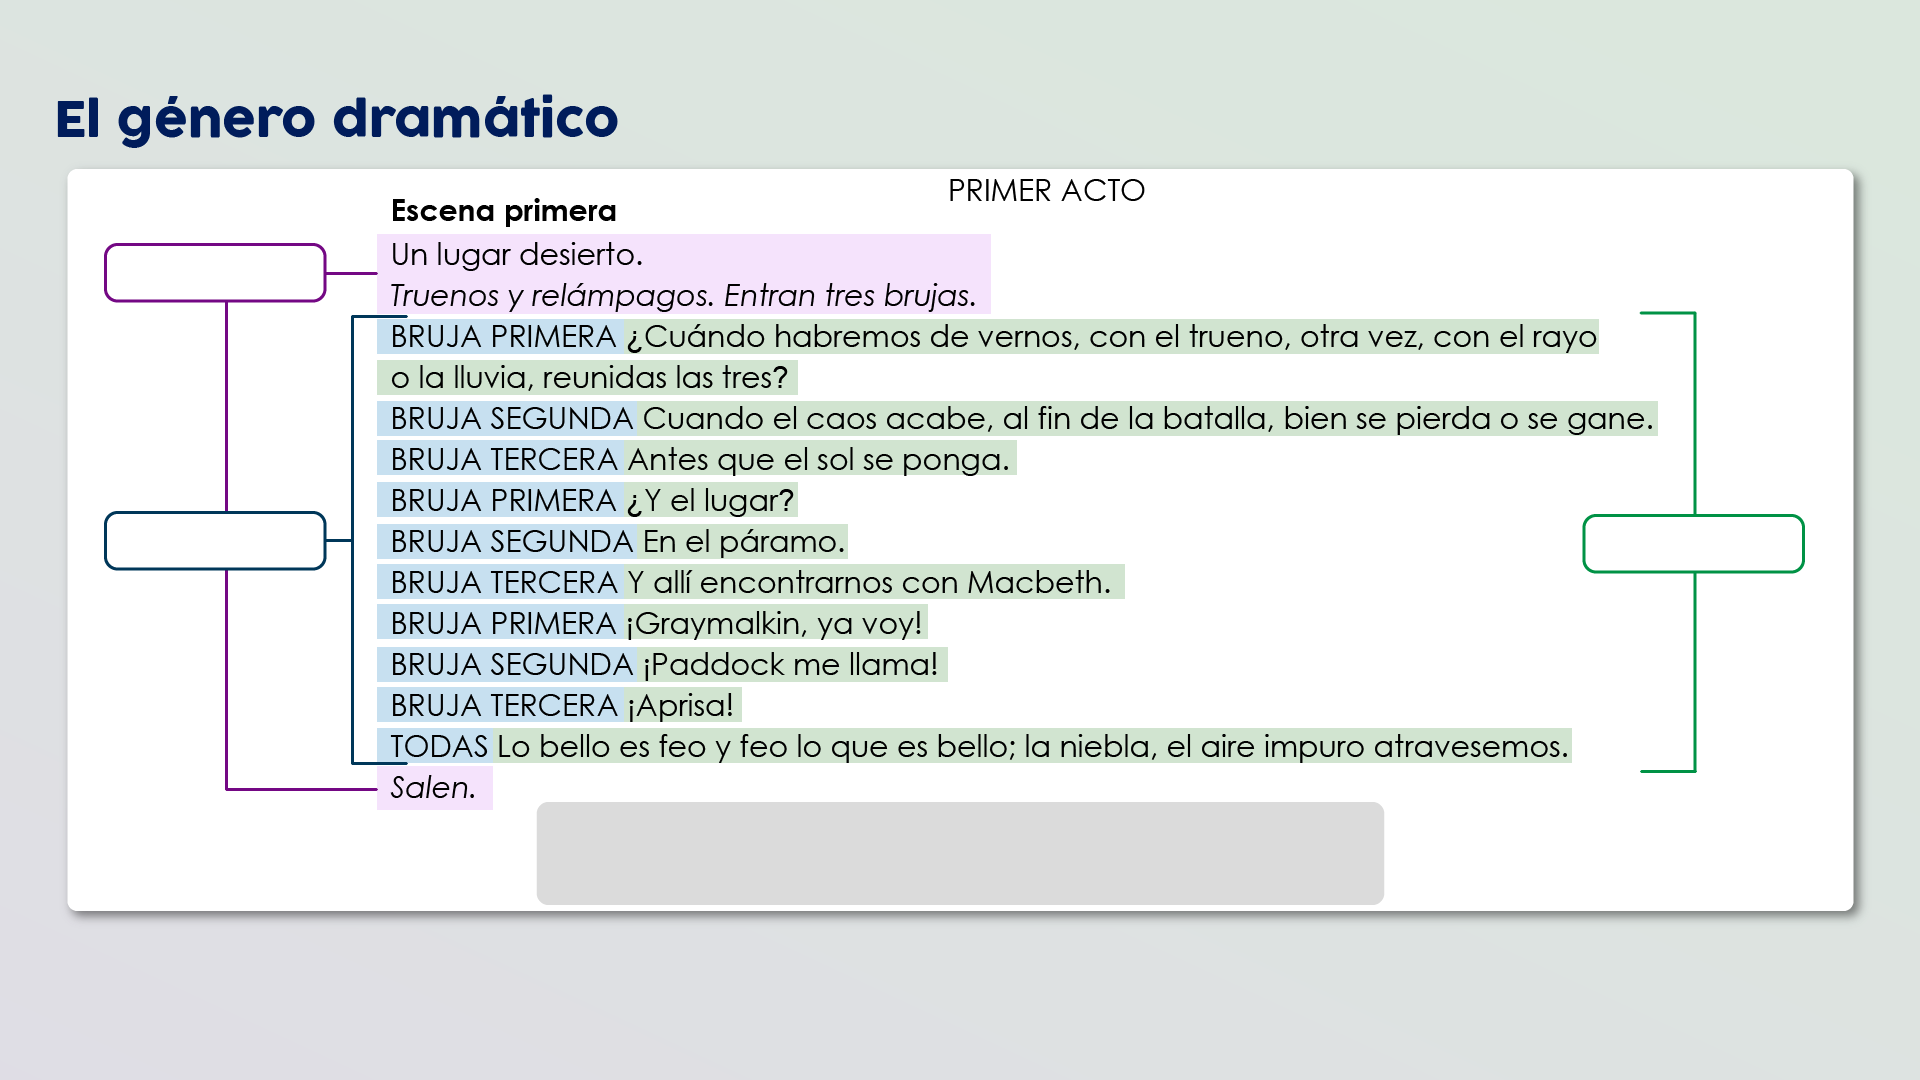 El género dramático
PRIMER ACTO
Escena primera
Un lugar desierto.
Truenos y relámpagos. Entran tres brujas.
BRUJA PRIMERA ¿Cuándo habremos de vernos, con el trueno, otra vez, con el rayo
o la lluvia, reunidas las tres?
BRUJA SEGUNDA Cuando el caos acabe, al fin de la batalla, bien se pierda o se gane.
BRUJA TERCERA Antes que el sol se ponga.
BRUJA PRIMERA ¿Y el lugar?
BRUJA SEGUNDA En el páramo.
BRUJA TERCERA Y allí encontrarnos con Macbeth.
BRUJA PRIMERA ¡Graymalkin, ya voy!
BRUJA SEGUNDA ¡Paddock me llama!
BRUJA TERCERA ¡Aprisa!
TODAS Lo bello es feo y feo lo que es bello; la niebla, el aire impuro atravesemos.
Salen.